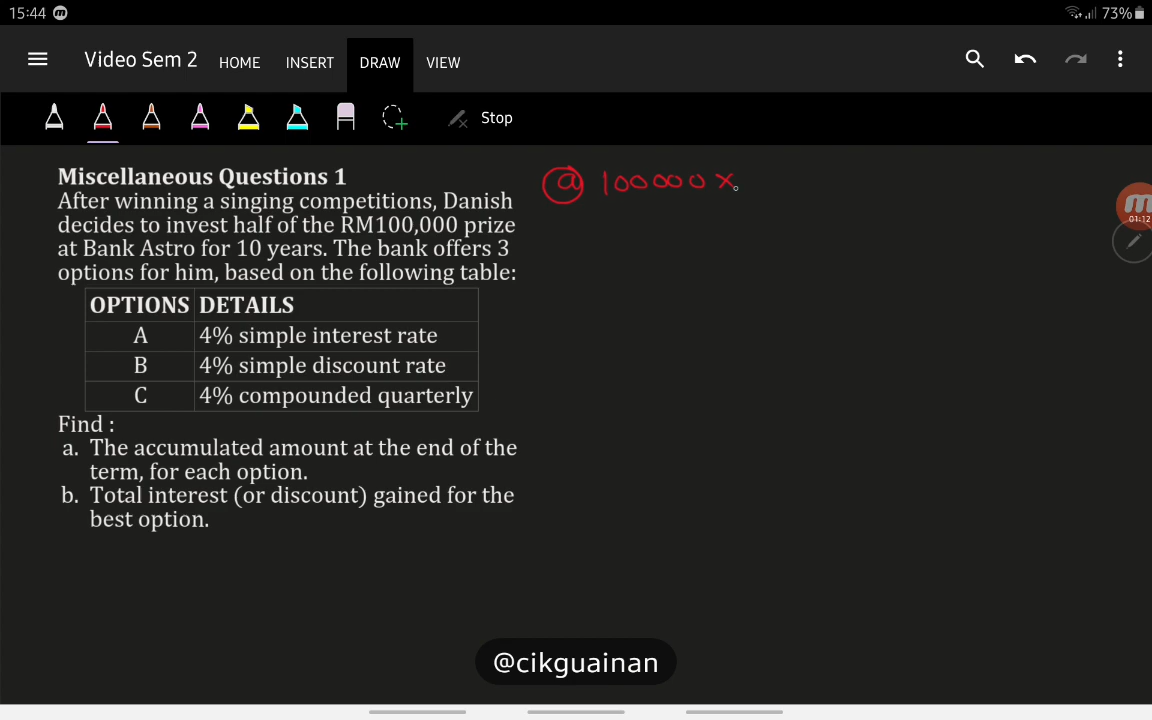 15:44 m 73%
Video Sem 2 HOME INSERT DRAW VIEW
Stop
Miscellaneous Questions 1
After winning a singing competitions, Danish
decides to invest half of the RM100,000 prize
at Bank Astro for 10 years. The bank offers 3
options for him, based on the following table:
OPTIONS DETAILS
A 4% simple interest rate
B 4% simple discount rate
C 4% compounded quarterly
Find :
a. The accumulated amount at the end of the
term, for each option.
b. Total interest (or discount) gained for the
best option.
a 100000 x
m
01:12
@cikguainan